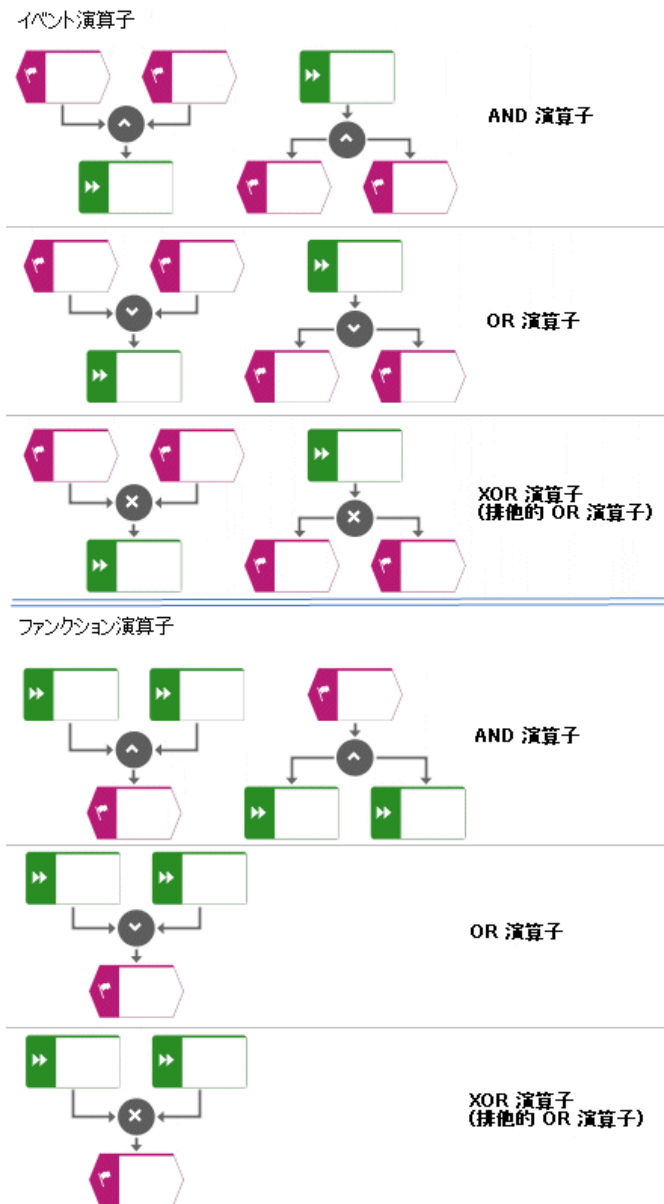 イベント演算子
AND 演算子
OR 演算子
XOR 演算子
(排他的 OR 演算子)
ファンクション演算子
AND 演算子
OR 演算子
XOR 演算子
(排他的 OR 演算子)